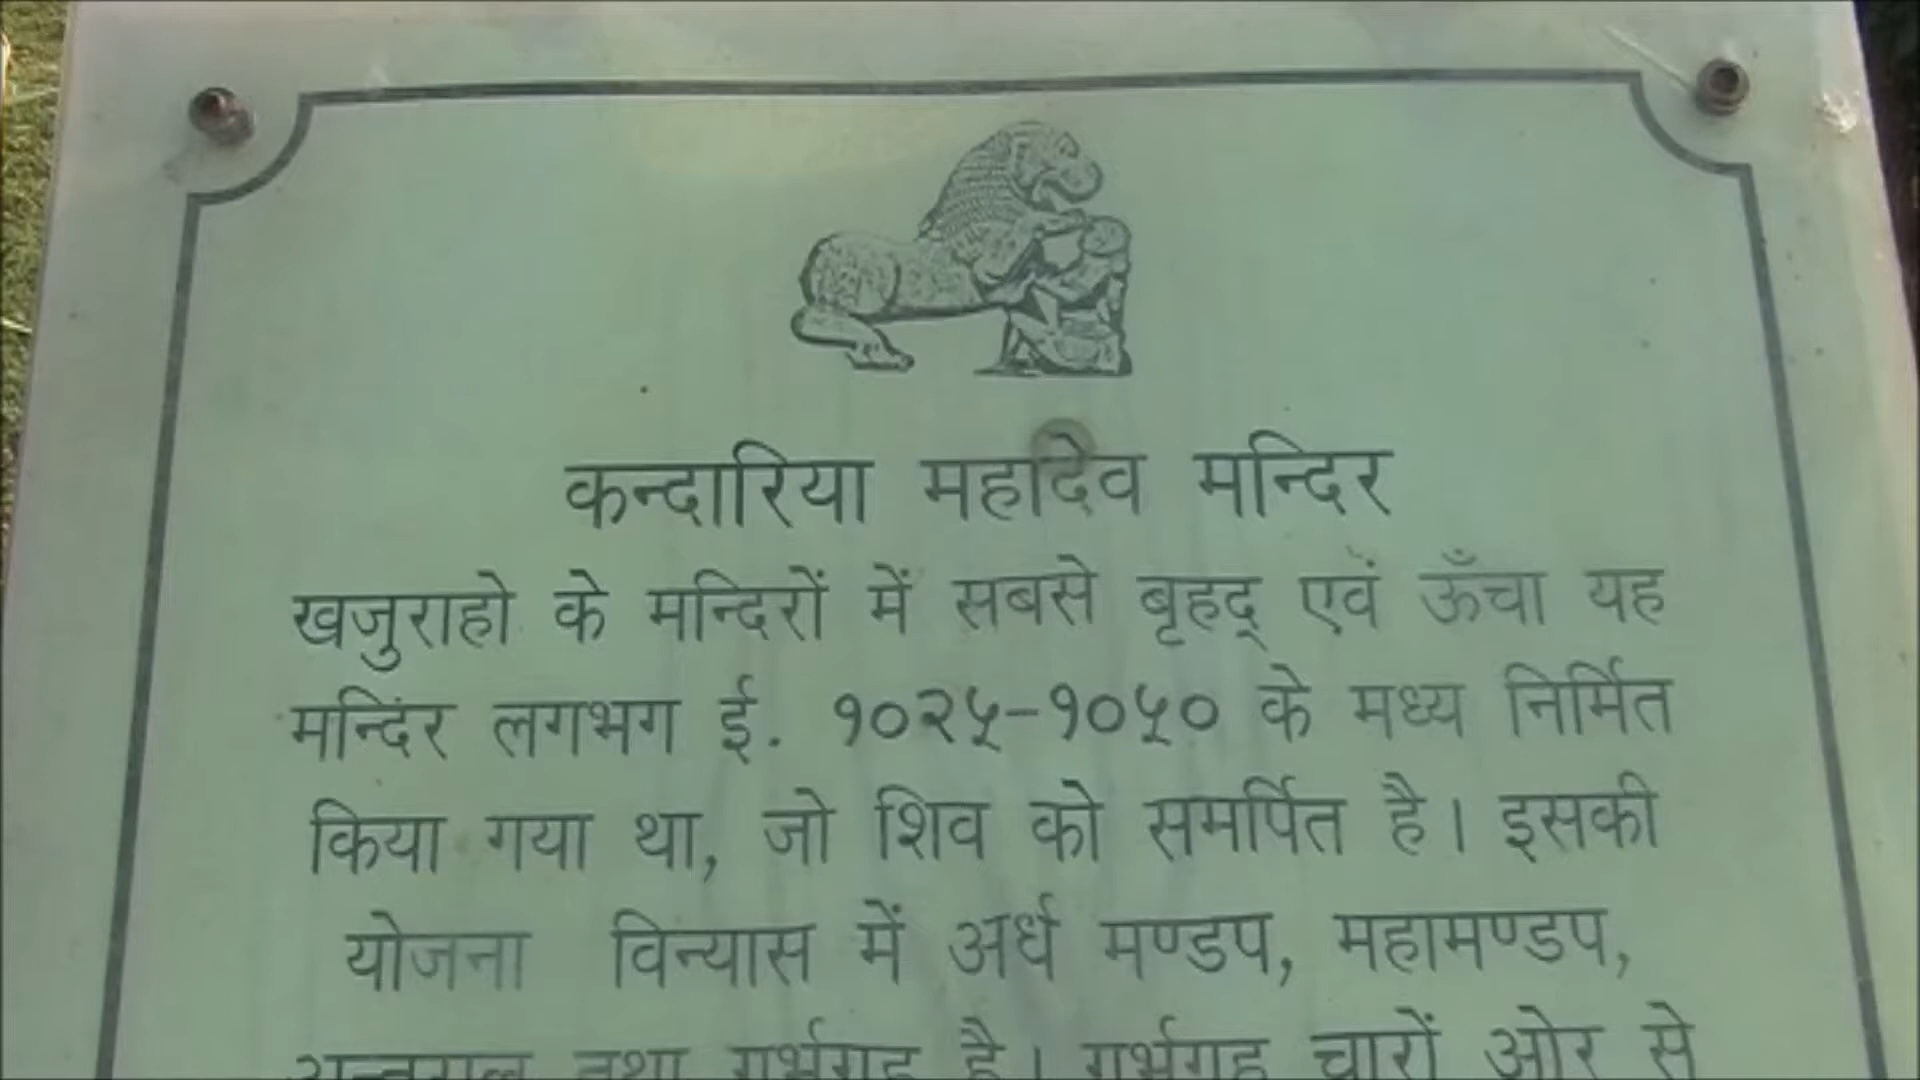 कन्दारिया महादेव मन्दिर
खजुराहो के मन्दिरों में सबसे बृहद् एवं ऊँचा यह
मन्दिर लगभग ई. १०२५-१०५० के मध्य निर्मित
किया गया था, जो शिव को समर्पित है। इसकी
योजना विन्यास में अर्ध मण्डप, महामण्डप,
अन्तराल तथा गर्भगृह है। गर्भगृह चारों ओर से